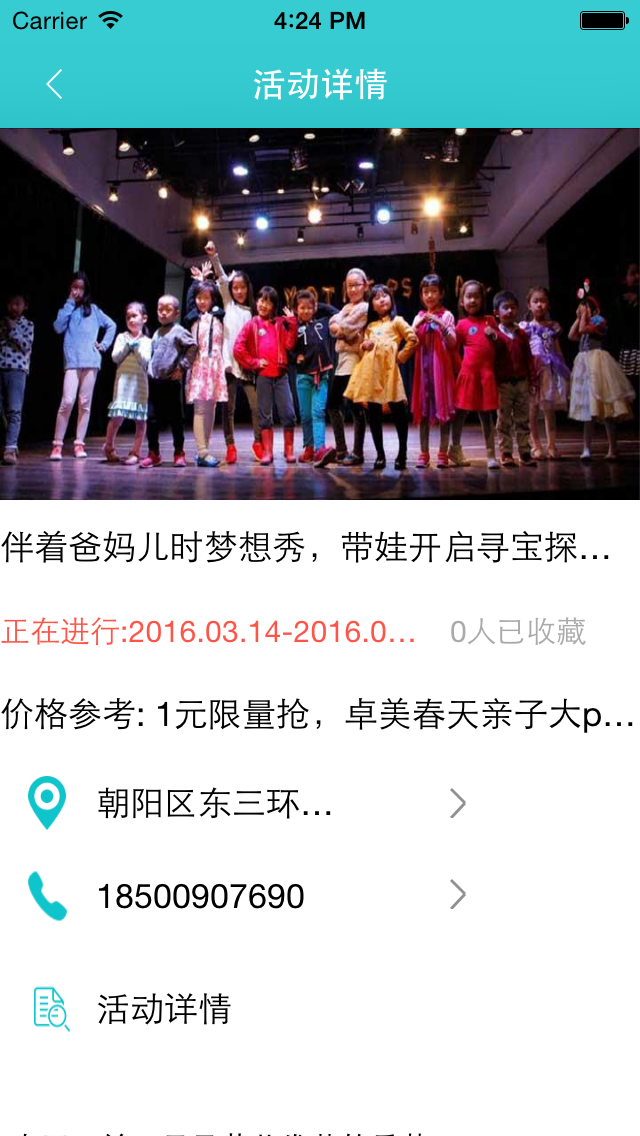 Carrier 4:24 PM
活动详情
伴着爸妈儿时梦想秀，带娃开启寻宝探...
正在进行:2016.03.14-2016.0... 0人已收藏
价格参考: 1元限量抢，卓美春天亲子大p...
朝阳区东三环...
18500907690
活动详情